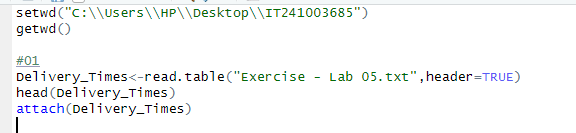 setwd("C:\\Users\\HP\\Desktop\\IT241003685")
getwd()
#01
Delivery_Times<-read.table("Exercise - Lab 05.txt",header=TRUE)
head(Delivery_Times)
attach(Delivery_Times)